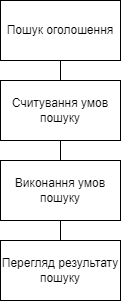 Пошук оголошення
Считування умов
пошуку
Виконання умов
пошуку
Перегляд результату
пошуку